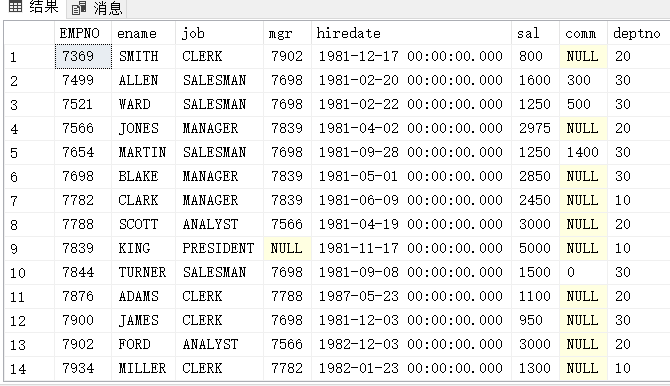 结果 消息
EMPNO ename job mgr hiredate sal comm deptno
1 7369 SMITH CLERK 7902 1981-12-17 00:00:00.000 800 NULL 20
2 7499 ALLEN SALESMAN 7698 1981-02-20 00:00:00.000 1600 300 30
3 7521 WARD SALESMAN 7698 1981-02-22 00:00:00.000 1250 500 30
4 7566 JONES MANAGER 7839 1981-04-02 00:00:00.000 2975 NULL 20
5 7654 MARTIN SALESMAN 7698 1981-09-28 00:00:00.000 1250 1400 30
6 7698 BLAKE MANAGER 7839 1981-05-01 00:00:00.000 2850 NULL 30
7 7782 CLARK MANAGER 7839 1981-06-09 00:00:00.000 2450 NULL 10
8 7788 SCOTT ANALYST 7566 1981-04-19 00:00:00.000 3000 NULL 20
9 7839 KING PRESIDENT NULL 1981-11-17 00:00:00.000 5000 NULL 10
10 7844 TURNER SALESMAN 7698 1981-09-08 00:00:00.000 1500 0 30
11 7876 ADAMS CLERK 7788 1987-05-23 00:00:00.000 1100 NULL 20
12 7900 JAMES CLERK 7698 1981-12-03 00:00:00.000 950 NULL 30
13 7902 FORD ANALYST 7566 1982-12-03 00:00:00.000 3000 NULL 20
14 7934 MILLER CLERK 7782 1982-01-23 00:00:00.000 1300 NULL 10